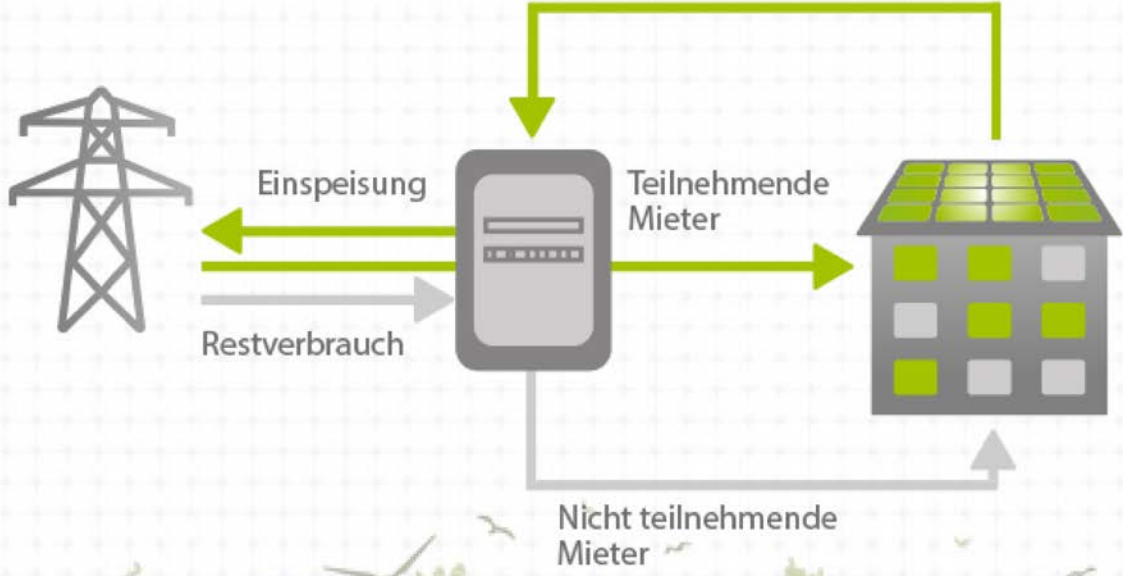 Einspeisung
Teilnehmende
Mieter
Restverbrauch
Nicht teilnehmende
Mieter